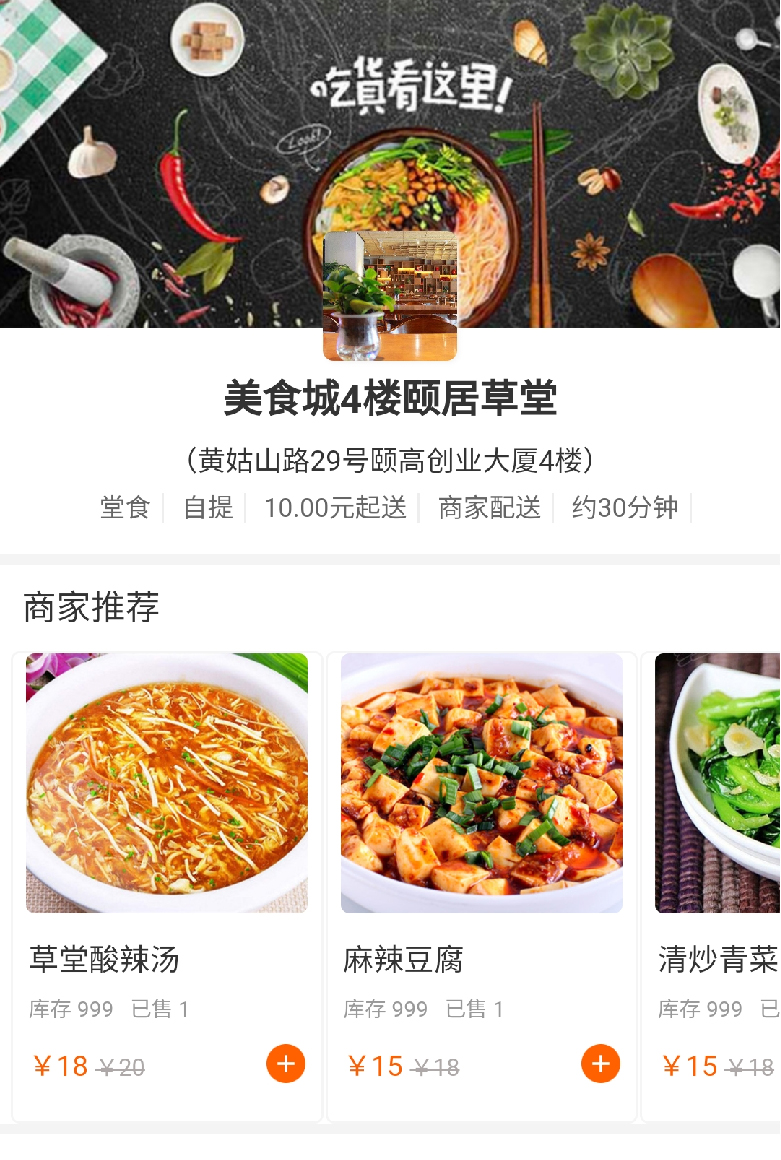 吃货看这里!
Look!
美食城4楼颐居草堂
（黄姑山路29号颐高创业大厦4楼）
堂食 自提 10.00元起送 商家配送 约30分钟
商家推荐
草堂酸辣汤 麻辣豆腐 清炒青菜
库存 999 已售 1 库存 999 已售 1 库存 999 已
￥18 ￥20 ￥15 ￥18 ￥15 ￥18